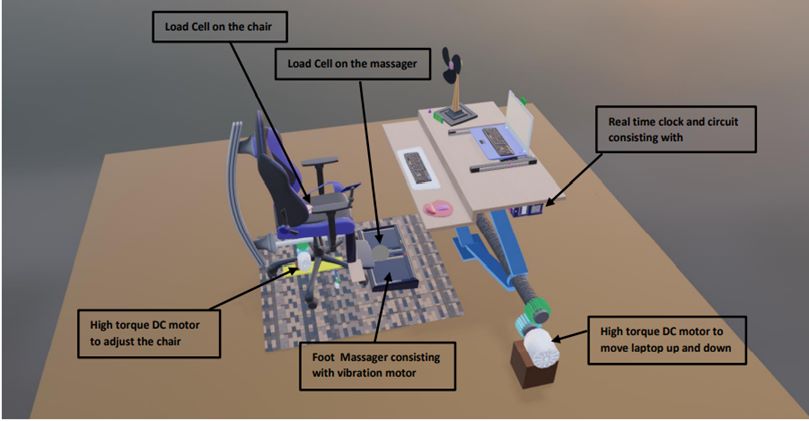 Load Cell on the chair
Load Cell on the massager
Real time clock and circuit
consisting with
High torque DC motor
to adjust the chair
Foot Massager consisting
with vibration motor
High torque DC motor to
move laptop up and down